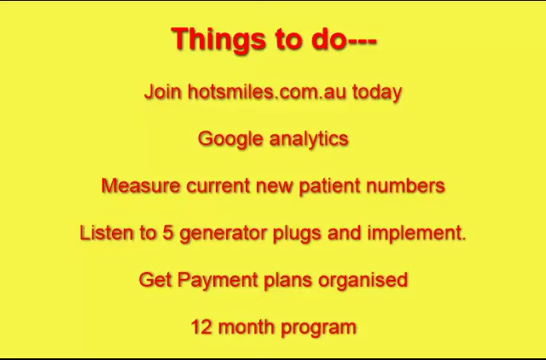 Things to do---
Join hotsmiles.com.au today
Google analytics
Measure current new patient numbers
Listen to 5 generator plugs and implement.
Get Payment plans organised
12 month program